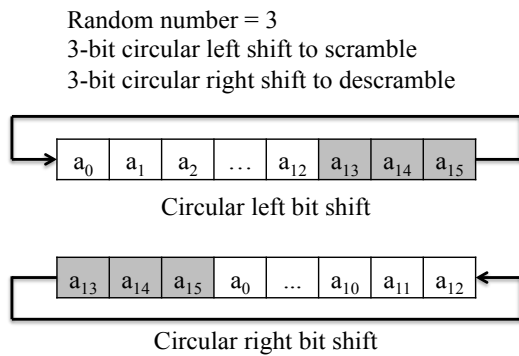 Random number = 3
3-bit circular left shift to scramble
3-bit circular right shift to descramble
a₀ a₁ a₂ … a₁₂ a₁₃ a₁₄ a₁₅
Circular left bit shift
a₁₃ a₁₄ a₁₅ a₀ ... a₁₀ a₁₁ a₁₂
Circular right bit shift